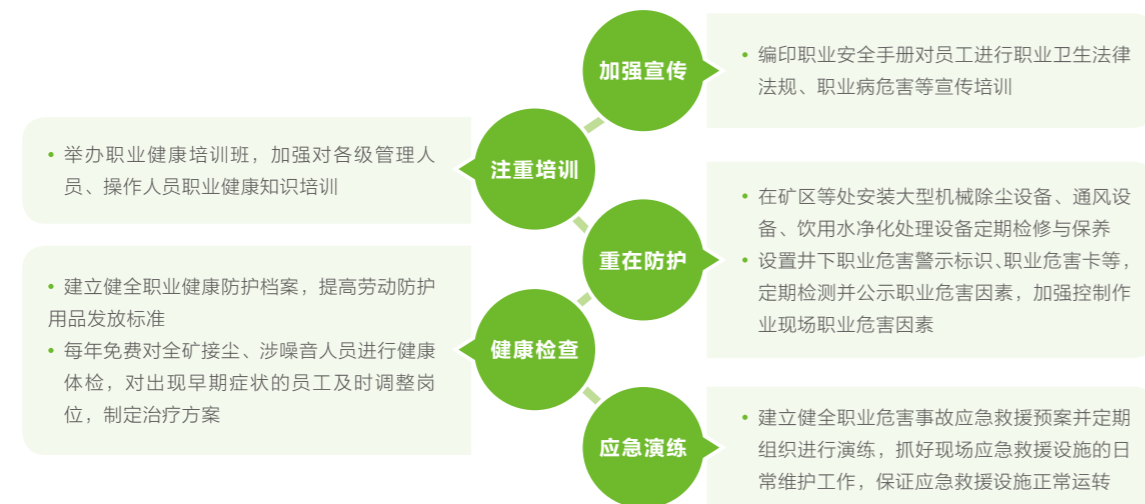 加强宣传
• 编印职业安全手册对员工进行职业卫生法律
法规、职业病危害等宣传培训
注重培训
• 举办职业健康培训班，加强对各级管理人
员、操作人员职业健康知识培训
重在防护
• 在矿区等处安装大型机械除尘设备、通风设
备、饮用水净化处理设备定期检修与保养
• 设置井下职业危害警示标识、职业危害卡等，
定期检测并公示职业危害因素，加强控制作
业现场职业危害因素
健康检查
• 建立健全职业健康防护档案，提高劳动防护
用品发放标准
• 每年免费对全矿接尘、涉噪音人员进行健康
体检，对出现早期症状的员工及时调整岗
位，制定治疗方案
应急演练
• 建立健全职业危害事故应急救援预案并定期
组织进行演练，抓好现场应急救援设施的日
常维护工作，保证应急救援设施正常运转